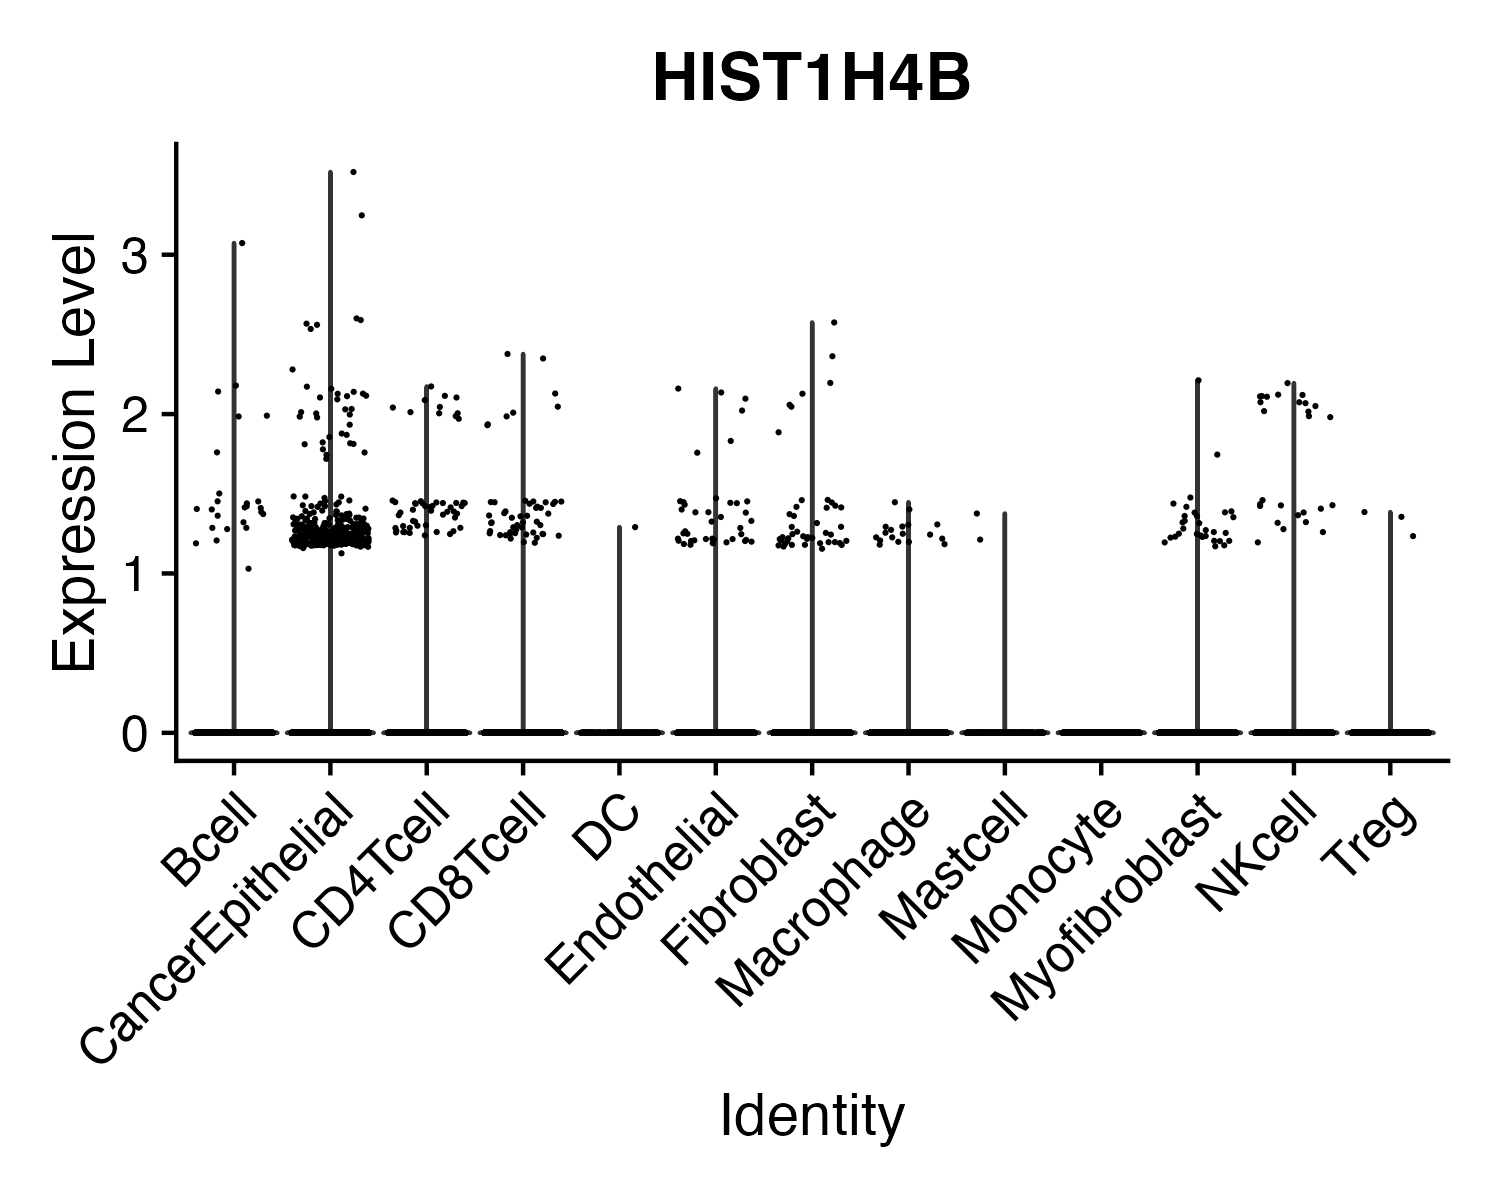 HIST1H4B
Expression Level
3
2
1
0
Bcell
CancerEpithelial
CD4Tcell
CD8Tcell
DC
Endothelial
Fibroblast
Macrophage
Mastcell
Monocyte
Myofibroblast
NKcell
Treg
Identity